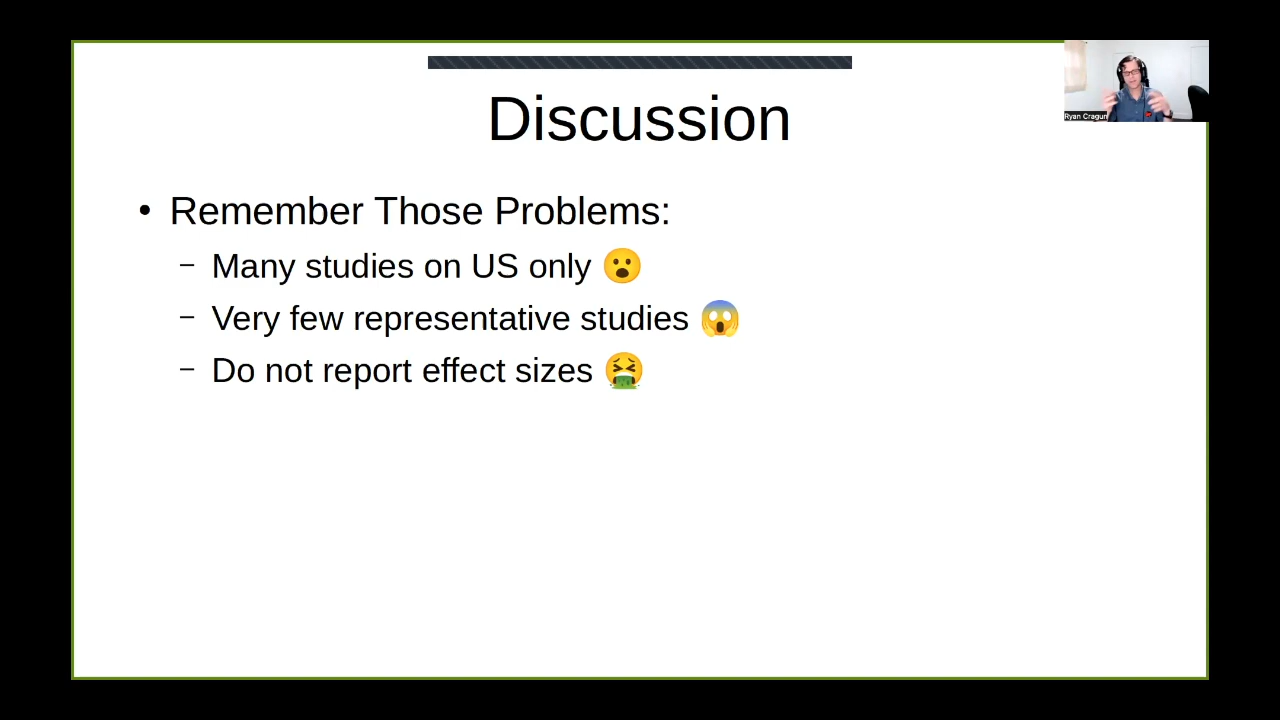 Discussion
• Remember Those Problems:
– Many studies on US only 😮
– Very few representative studies 😱
– Do not report effect sizes 🤮
Ryan Cragun